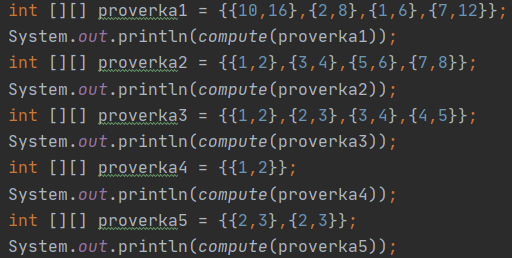 int [][] proverka1 = {{10,16},{2,8},{1,6},{7,12}};
System.out.println(compute(proverka1));
int [][] proverka2 = {{1,2},{3,4},{5,6},{7,8}};
System.out.println(compute(proverka2));
int [][] proverka3 = {{1,2},{2,3},{3,4},{4,5}};
System.out.println(compute(proverka3));
int [][] proverka4 = {{1,2}};
System.out.println(compute(proverka4));
int [][] proverka5 = {{2,3},{2,3}};
System.out.println(compute(proverka5));